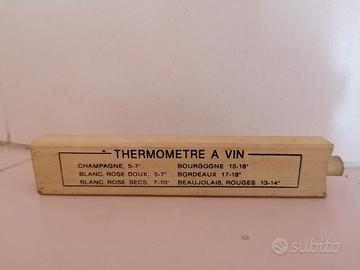 THERMOMETRE A VIN
CHAMPAGNE, 5-7° BOURGOGNE 15-16°
BLANC, ROSE DOUX, 5-7° BORDEAUX 17-18°
BLANC, ROSE SECS, 7-10° BEAUJOLAIS, ROUGES 13-14°
subito